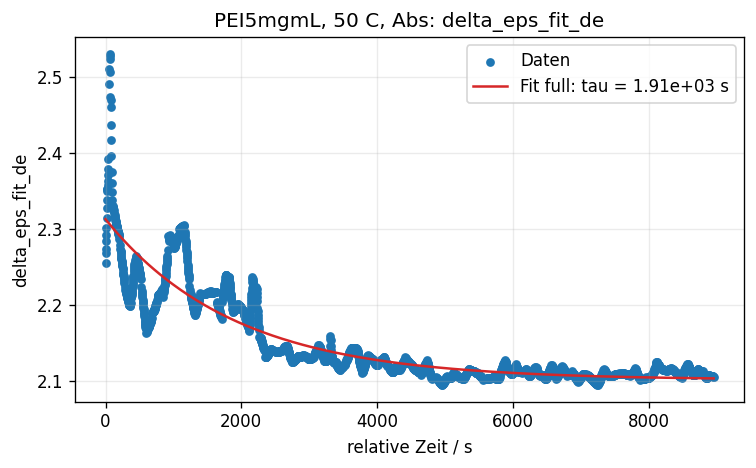 PEI5mgmL, 50 C, Abs: delta_eps_fit_de
Daten
Fit full: tau = 1.91e+03 s
delta_eps_fit_de
2.5
2.4
2.3
2.2
2.1
0 2000 4000 6000 8000
relative Zeit / s